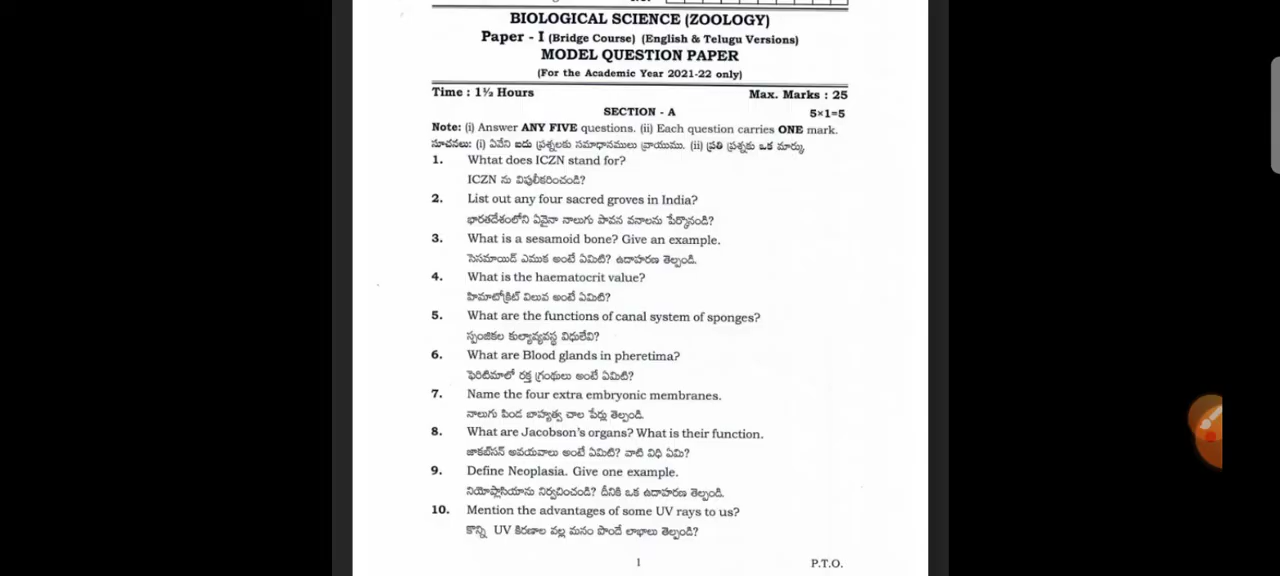 BIOLOGICAL SCIENCE (ZOOLOGY)
Paper - I (Bridge Course) (English & Telugu Versions)
MODEL QUESTION PAPER
(For the Academic Year 2021-22 only)
Time : 1½ Hours Max. Marks : 25
SECTION - A 5×1=5
Note: (i) Answer ANY FIVE questions. (ii) Each question carries ONE mark.
సూచనలు: (i) ఏవేని ఐదు ప్రశ్నలకు సమాధానములు వ్రాయుము. (ii) ప్రతి ప్రశ్నకు ఒక మార్కు
1. Whtat does ICZN stand for?
ICZN ను విపులీకరించండి?
2. List out any four sacred groves in India?
భారతదేశంలోని ఏవైనా నాలుగు పావన వనాలను పేర్కొనండి?
3. What is a sesamoid bone? Give an example.
సెసమాయిడ్ ఎముక అంటే ఏమిటి? ఉదాహరణ తెల్పండి.
4. What is the haematocrit value?
హిమాటోక్రిట్ విలువ అంటే ఏమిటి?
5. What are the functions of canal system of sponges?
స్పంజికల కుల్యావ్యవస్థ విధులేవి?
6. What are Blood glands in pheretima?
ఫెరిటిమాలో రక్త గ్రంథులు అంటే ఏమిటి?
7. Name the four extra embryonic membranes.
నాలుగు పిండ బాహ్యత్వ చాల పేర్లు తెల్పండి.
8. What are Jacobson's organs? What is their function.
జాకబ్‌సన్ అవయవాలు అంటే ఏమిటి? వాటి విధి ఏమి?
9. Define Neoplasia. Give one example.
నియోప్లాసియాను నిర్వచించండి? దీనికి ఒక ఉదాహరణ తెల్పండి.
10. Mention the advantages of some UV rays to us?
కొన్ని UV కిరణాల వల్ల మనం పొందే లాభాలు తెల్పండి?
1 P.T.O.